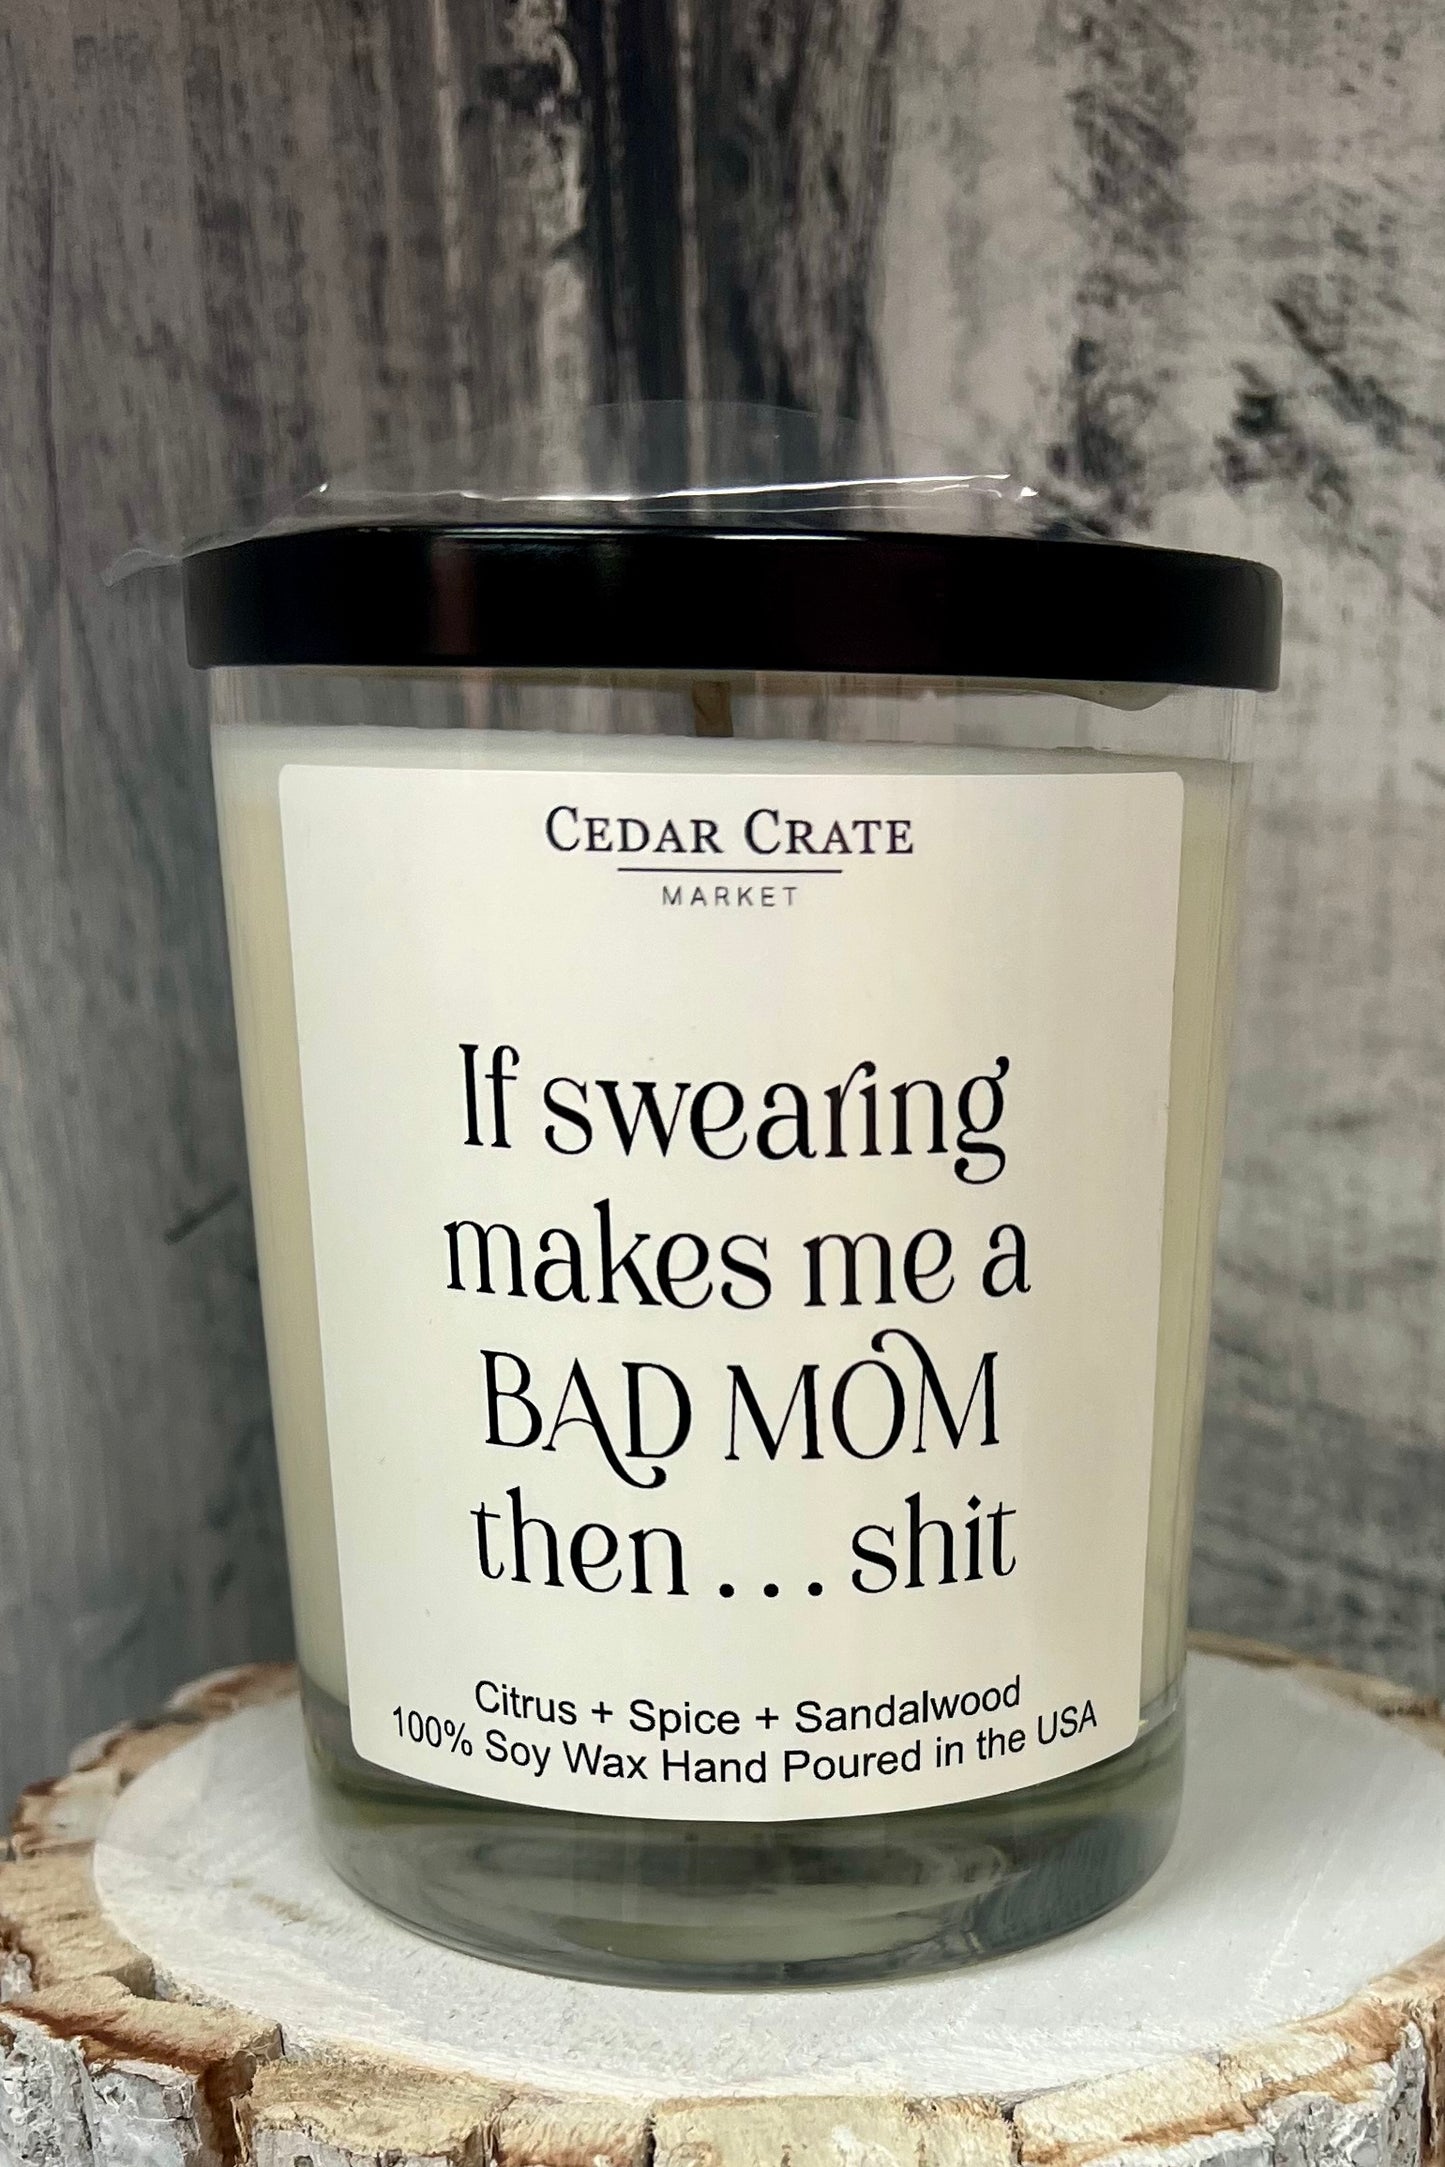 CEDAR CRATE
MARKET
If swearing
makes me a
BAD MOM
then... shit
Citrus + Spice + Sandalwood
100% Soy Wax Hand Poured in the USA